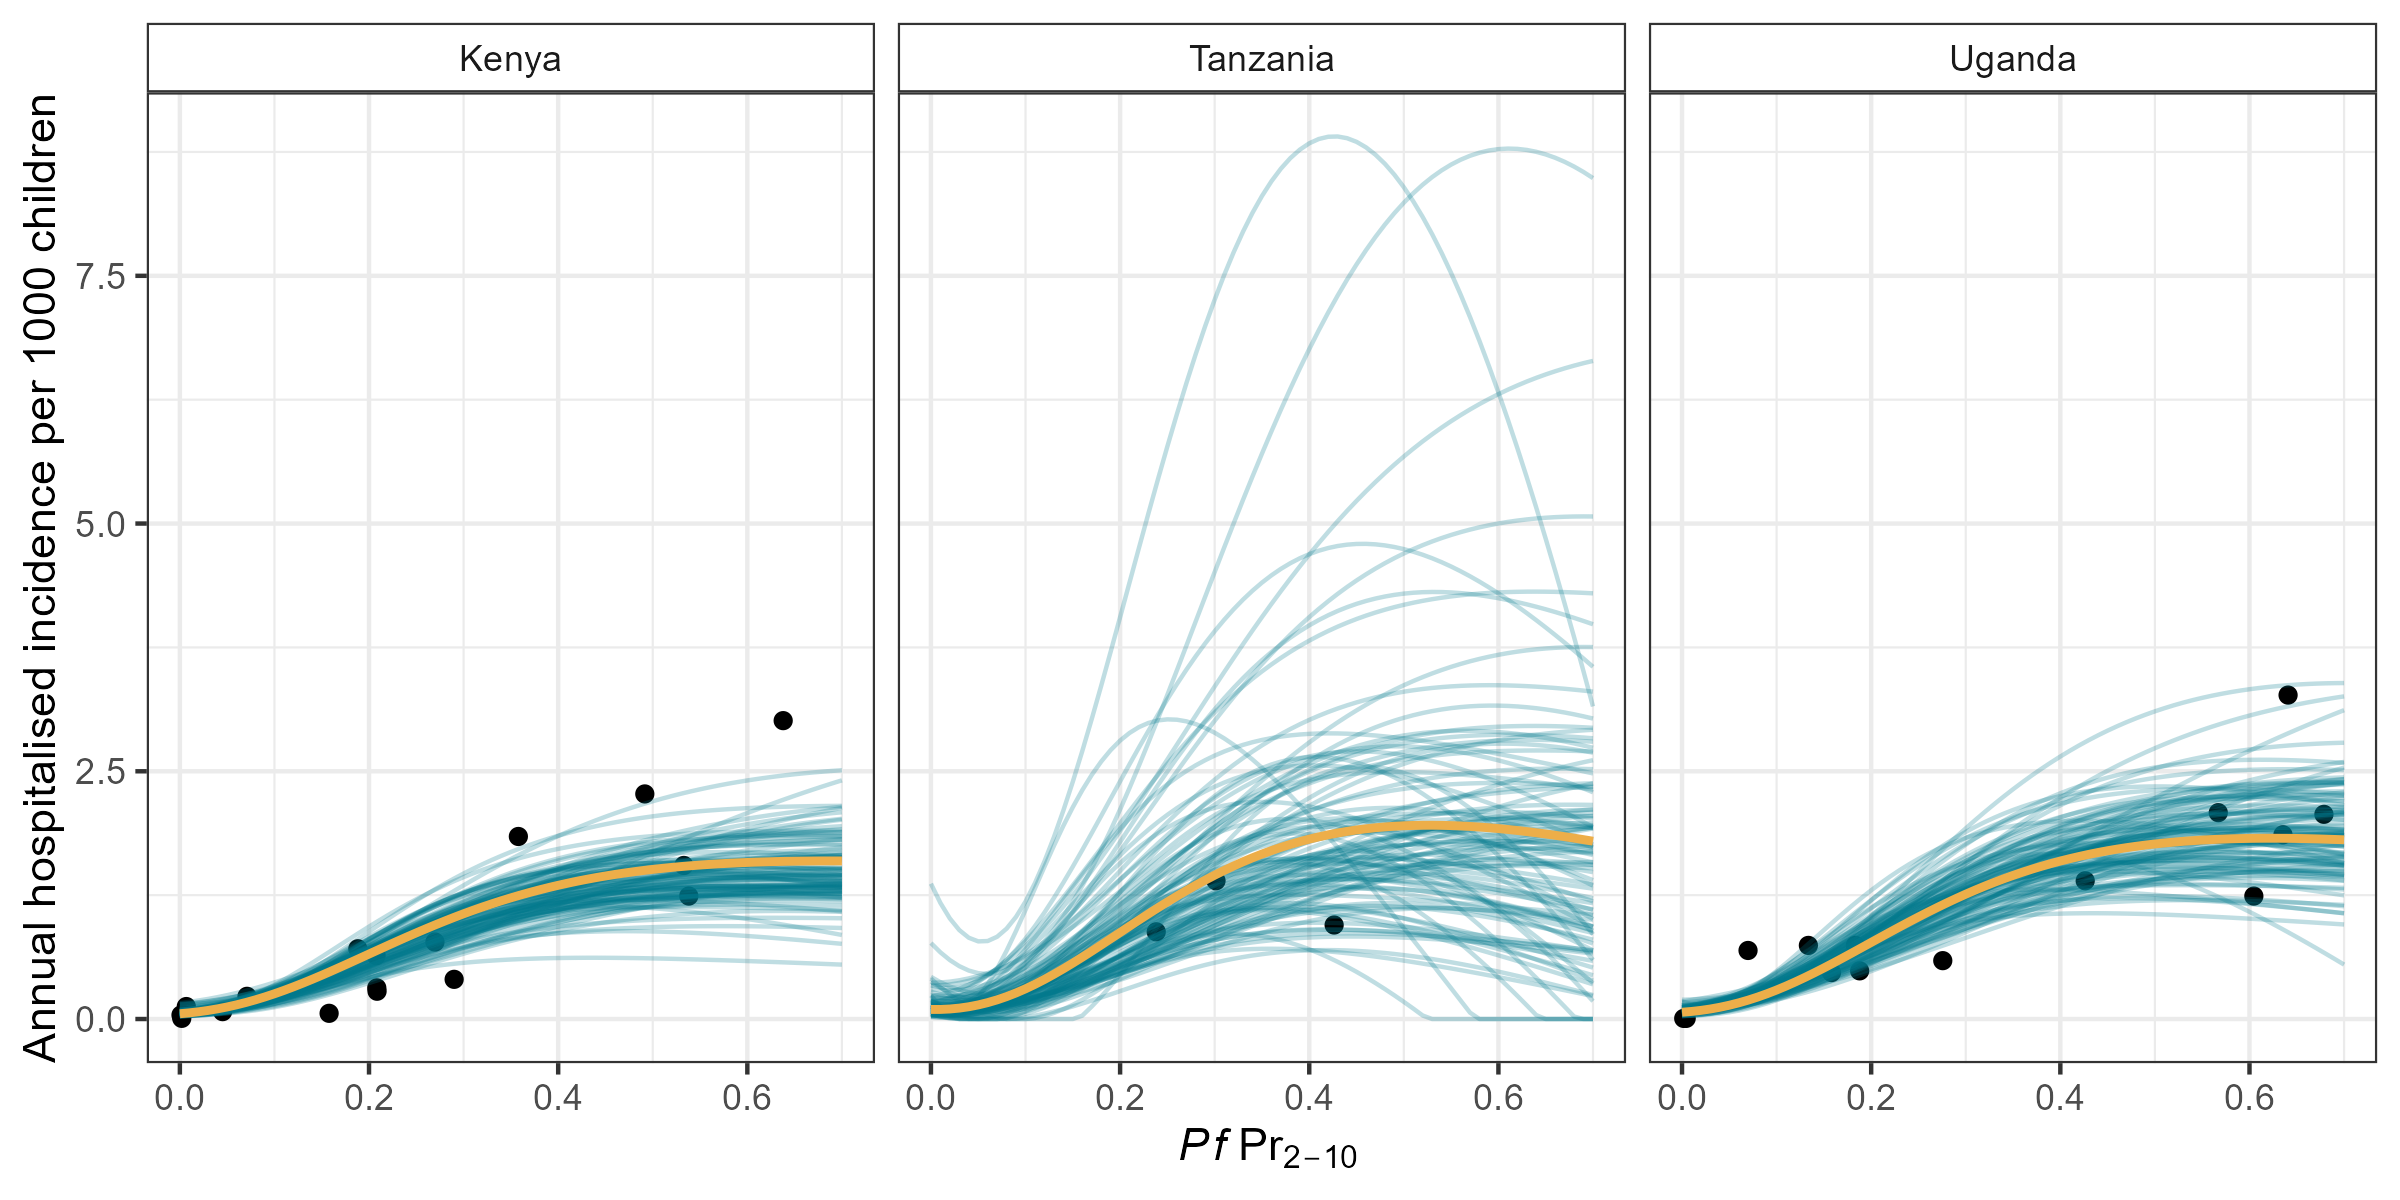 Kenya
Tanzania
Uganda
Annual hospitalised incidence per 1000 children
7.5
5.0
2.5
0.0
0.0 0.2 0.4 0.6
0.0 0.2 0.4 0.6
0.0 0.2 0.4 0.6
Pf Pr2−10